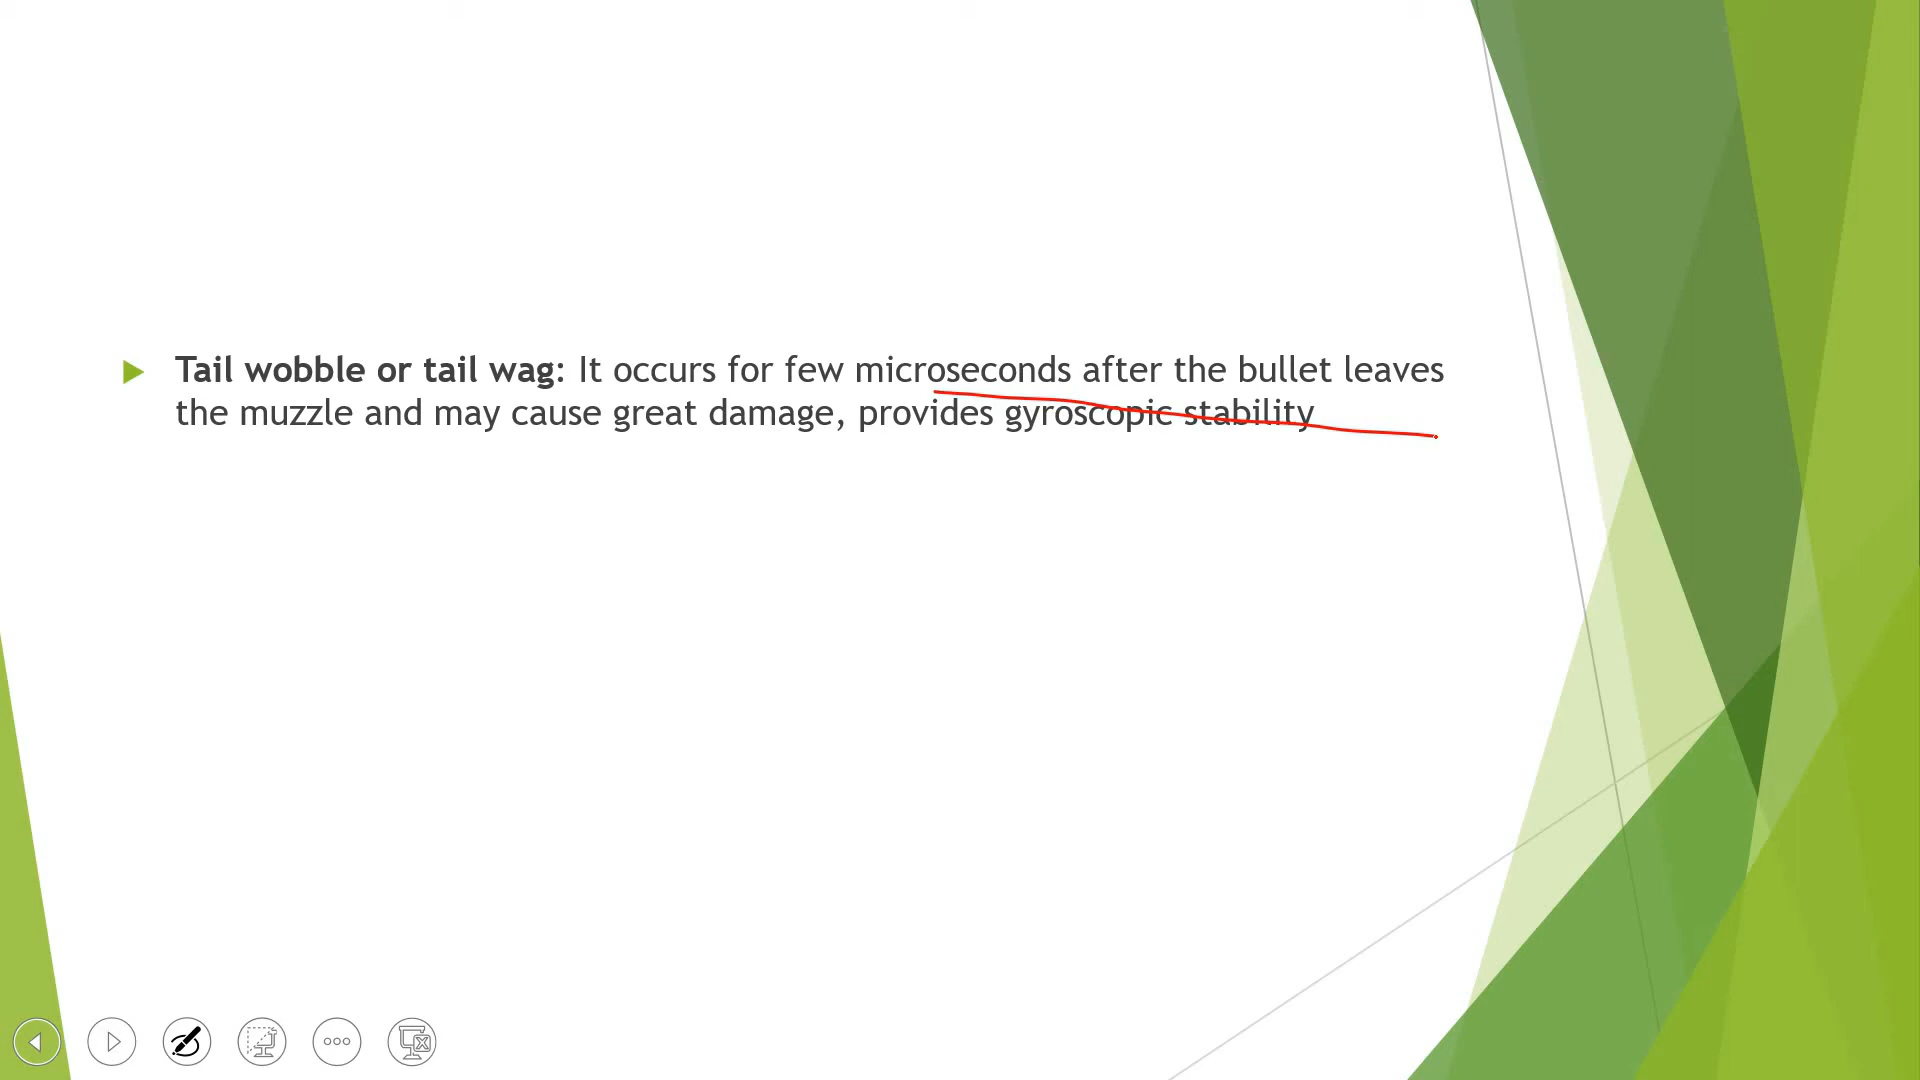 Tail wobble or tail wag: It occurs for few microseconds after the bullet leaves
the muzzle and may cause great damage, provides gyroscopic stability